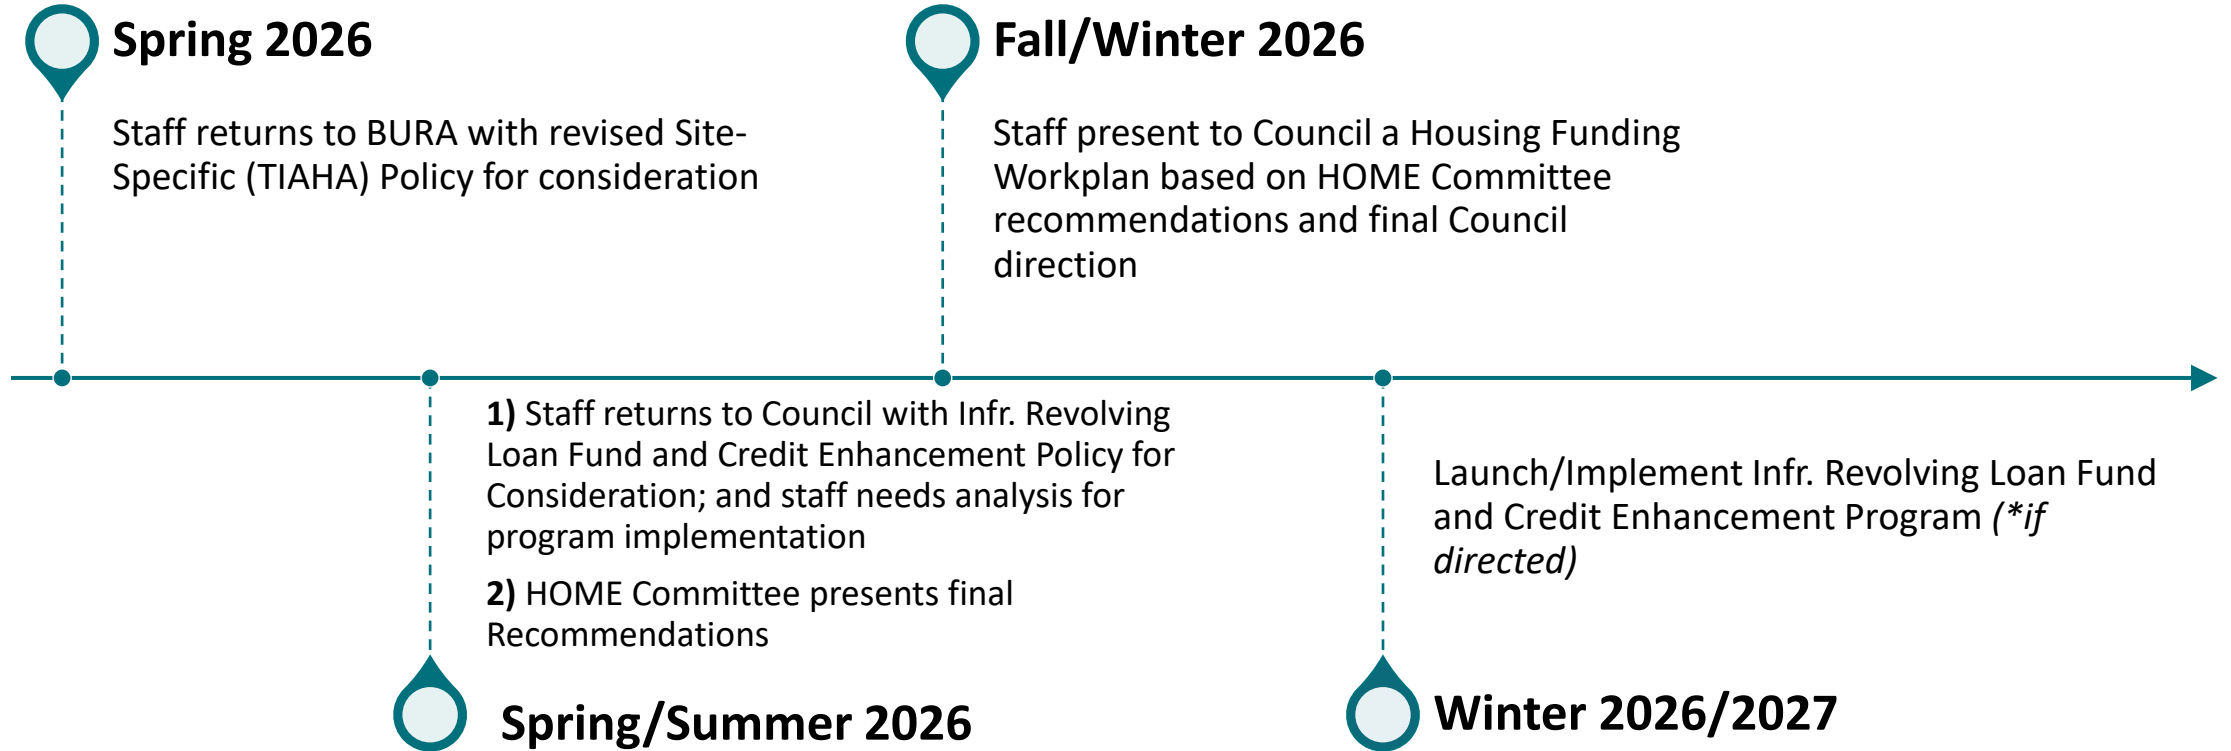 Spring 2026
Staff returns to BURA with revised Site-
Specific (TIAHA) Policy for consideration
Fall/Winter 2026
Staff present to Council a Housing Funding
Workplan based on HOME Committee
recommendations and final Council
direction
1) Staff returns to Council with Infr. Revolving
Loan Fund and Credit Enhancement Policy for
Consideration; and staff needs analysis for
program implementation
2) HOME Committee presents final
Recommendations
Spring/Summer 2026
Launch/Implement Infr. Revolving Loan Fund
and Credit Enhancement Program (*if
directed)
Winter 2026/2027